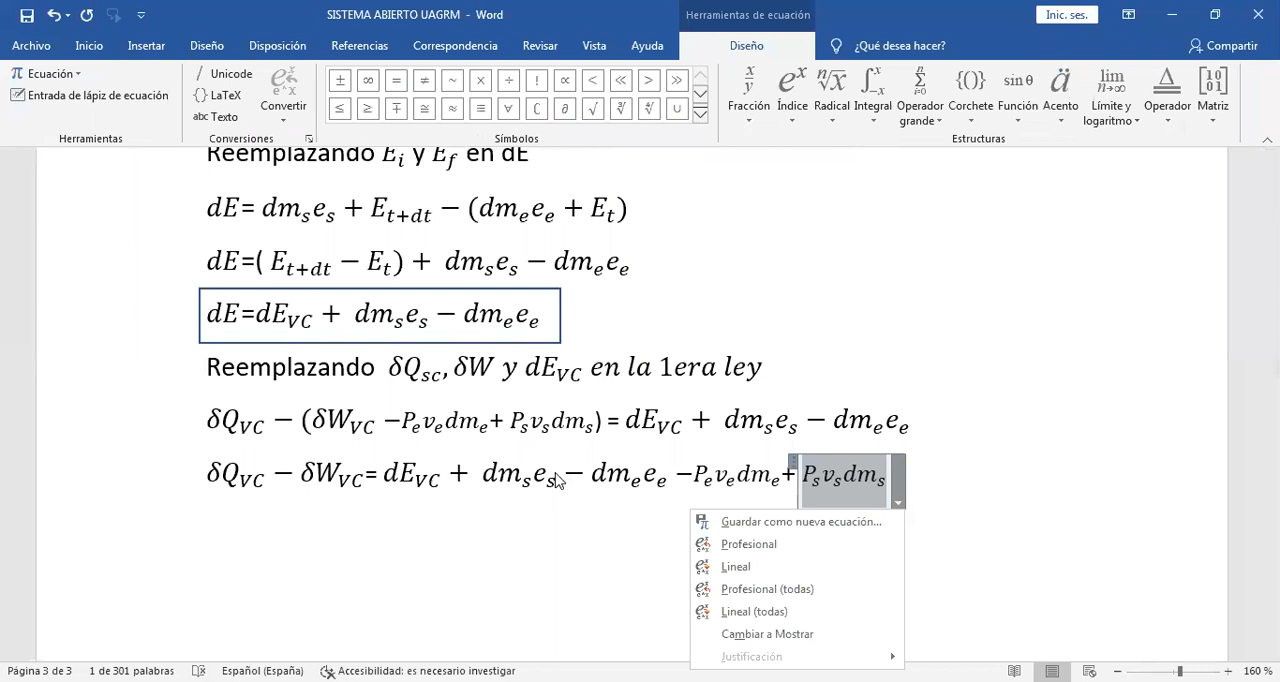 SISTEMA ABIERTO UAGRM - Word
Herramientas de ecuación
Inic. ses.
Archivo Inicio Insertar Diseño Disposición Referencias Correspondencia Revisar Vista Ayuda Diseño ¿Qué desea hacer? Compartir
π Ecuación
Entrada de lápiz de ecuación
Herramientas
/ Unicode
{} LaTeX
abc Texto
Convertir
Conversiones
± ∞ = ≠ ~ × ÷ ! ∝ < ≪ > ≫
≤ ≥ ∓ ≅ ≈ ≡ ∀ ∁ ∂ √ ∛ ∜ ∪
Símbolos
Fracción Índice Radical Integral Operador grande Corchete Función Acento Límite y logaritmo Operador Matriz
Estructuras
Reemplazando E_i y E_f en dE
dE= dm_s e_s + E_{t+dt} − (dm_e e_e + E_t)
dE=( E_{t+dt} − E_t) + dm_s e_s − dm_e e_e
dE=dE_{VC} + dm_s e_s − dm_e e_e
Reemplazando δQ_{sc}, δW y dE_{VC} en la 1era ley
δQ_{VC} − (δW_{VC} −P_e v_e dm_e+ P_s v_s dm_s) = dE_{VC} + dm_s e_s − dm_e e_e
δQ_{VC} − δW_{VC}= dE_{VC} + dm_s e_s − dm_e e_e −P_e v_e dm_e+ P_s v_s dm_s
Guardar como nueva ecuación...
Profesional
Lineal
Profesional (todas)
Lineal (todas)
Cambiar a Mostrar
Justificación
Página 3 de 3 1 de 301 palabras Español (España) Accesibilidad: es necesario investigar 160 %